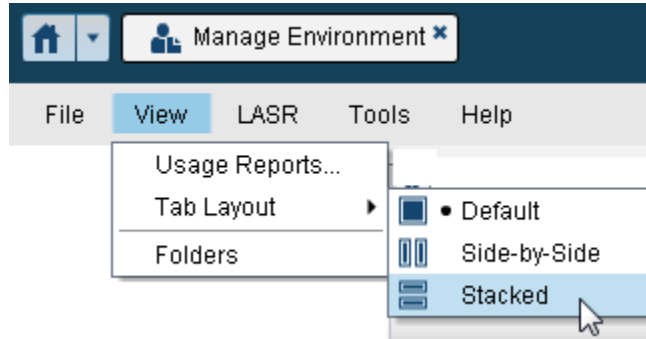 Manage Environment
File View LASR Tools Help
Usage Reports...
Tab Layout
Folders
Default
Side-by-Side
Stacked